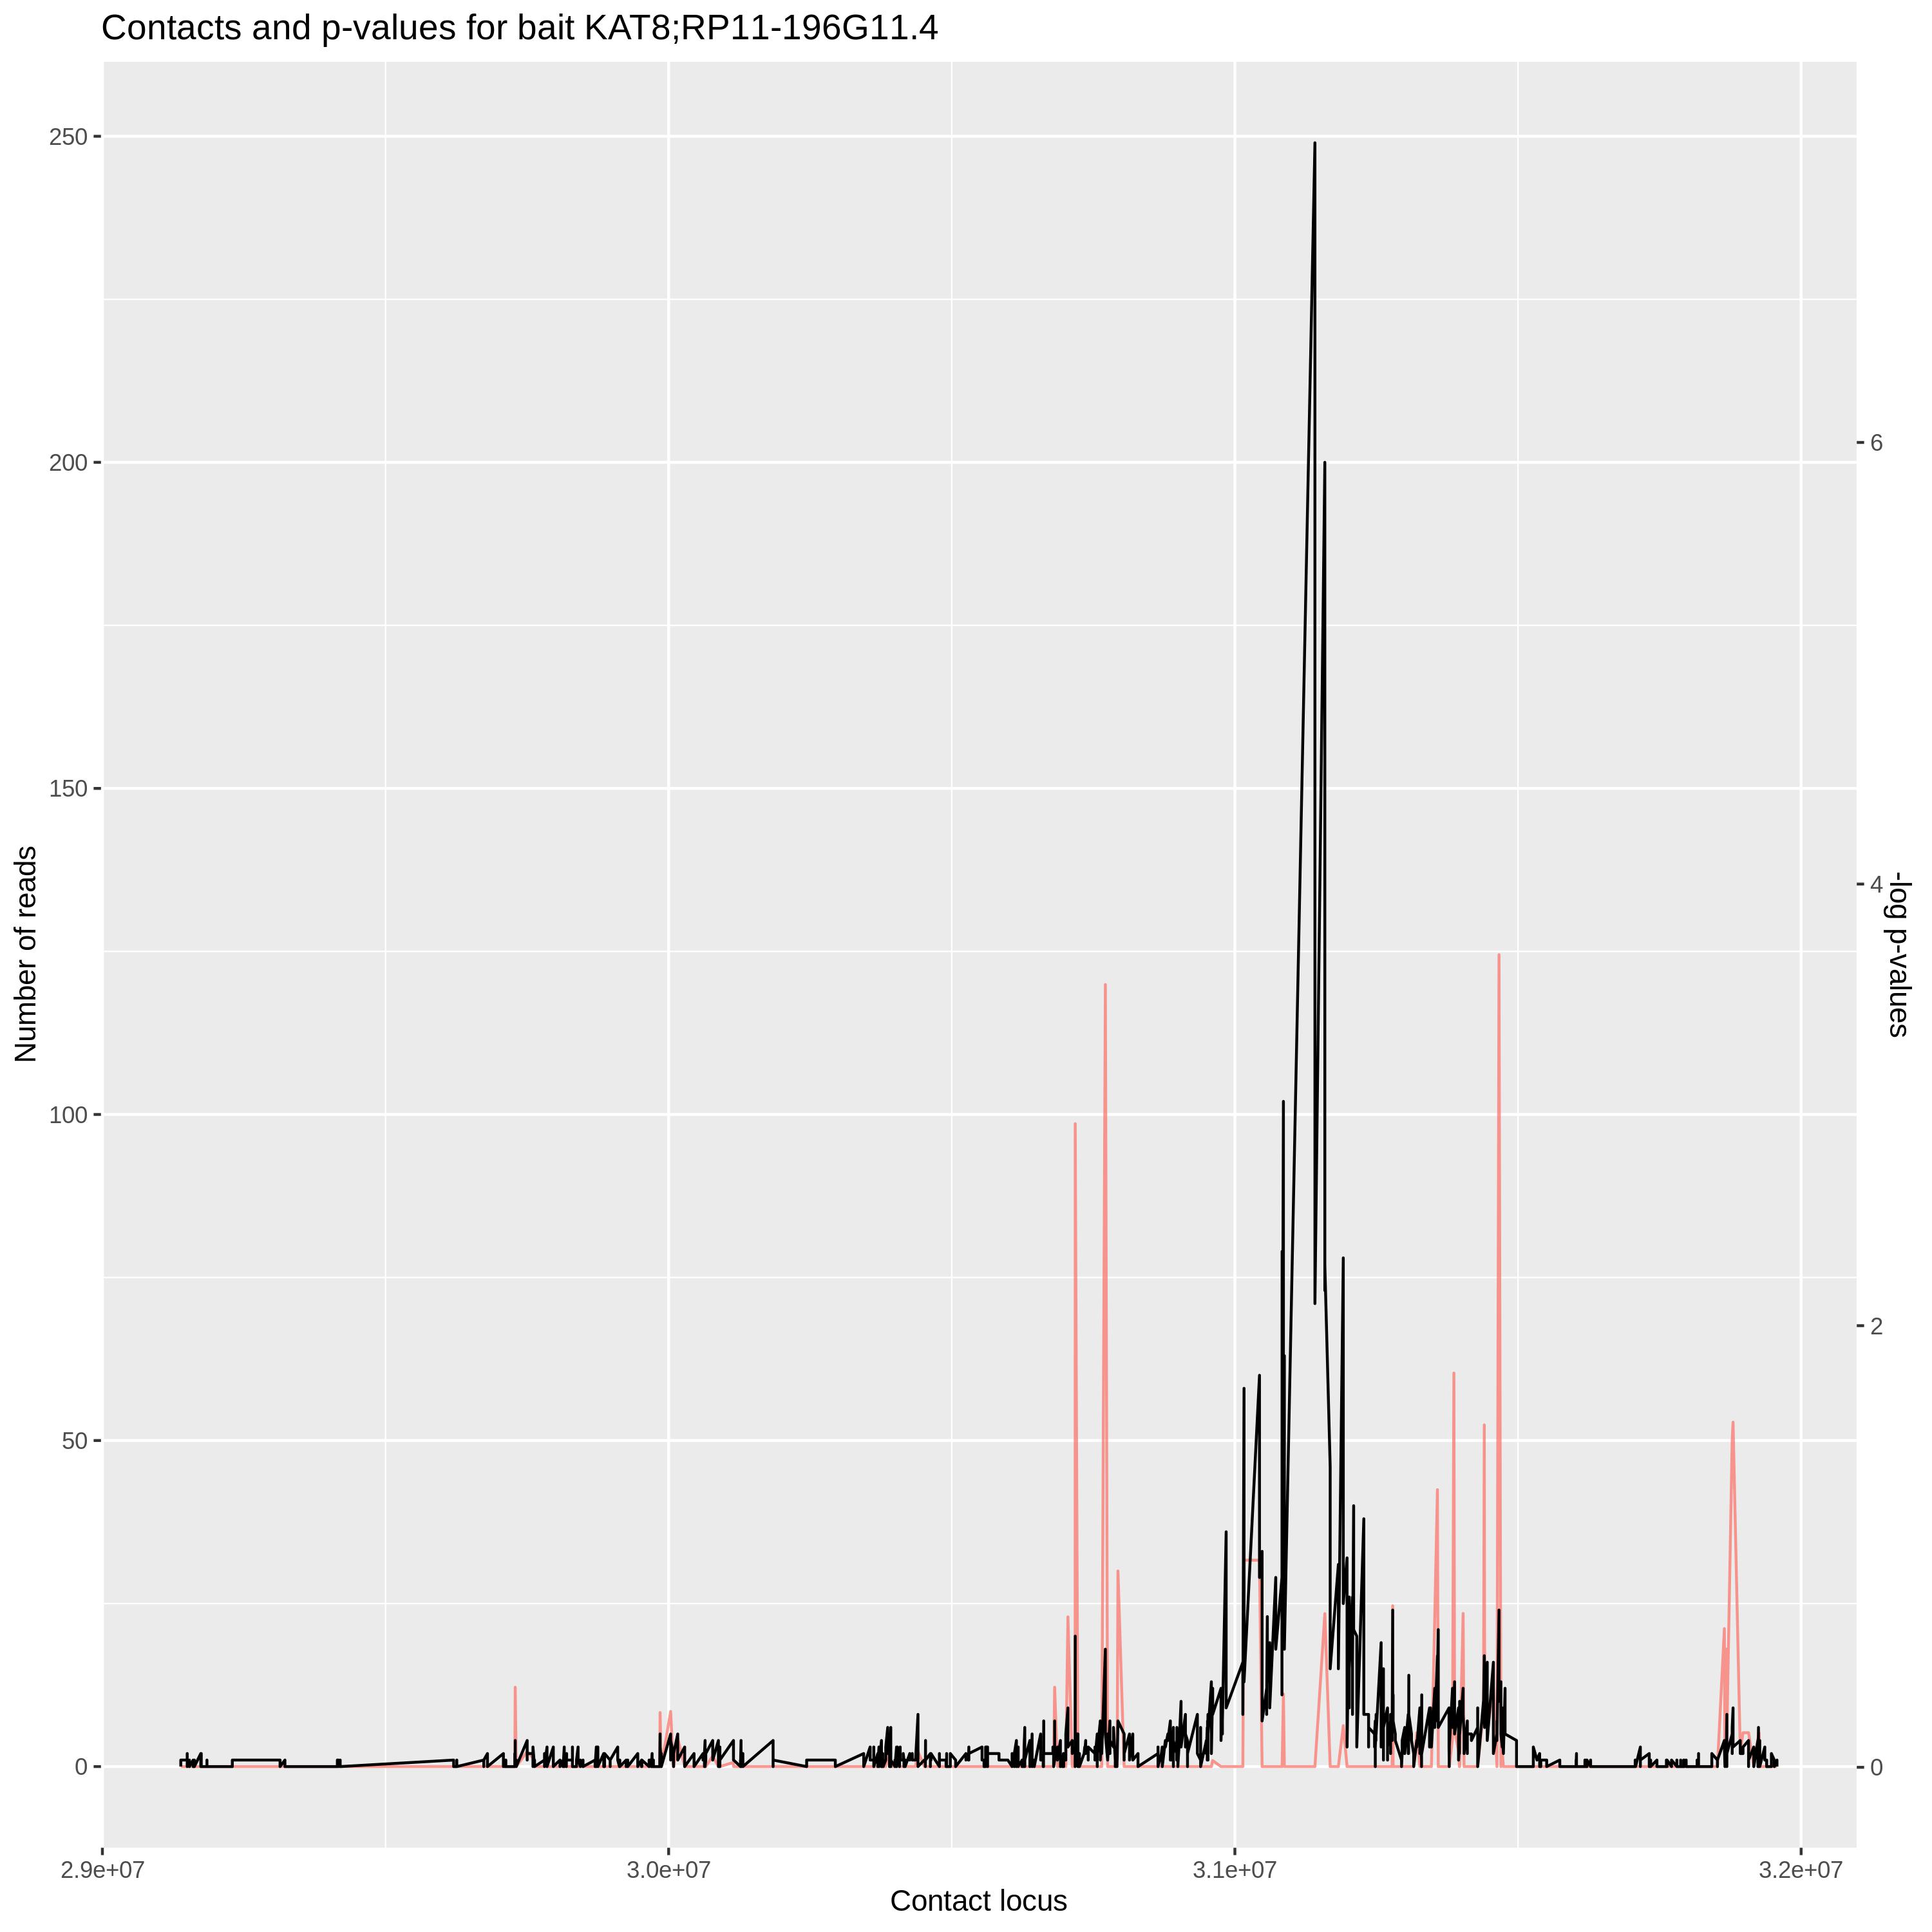 Contacts and p-values for bait KAT8;RP11-196G11.4
250
200
150
100
50
0
Number of reads
6
4
2
0
-log p-values
2.9e+07
3.0e+07
3.1e+07
3.2e+07
Contact locus